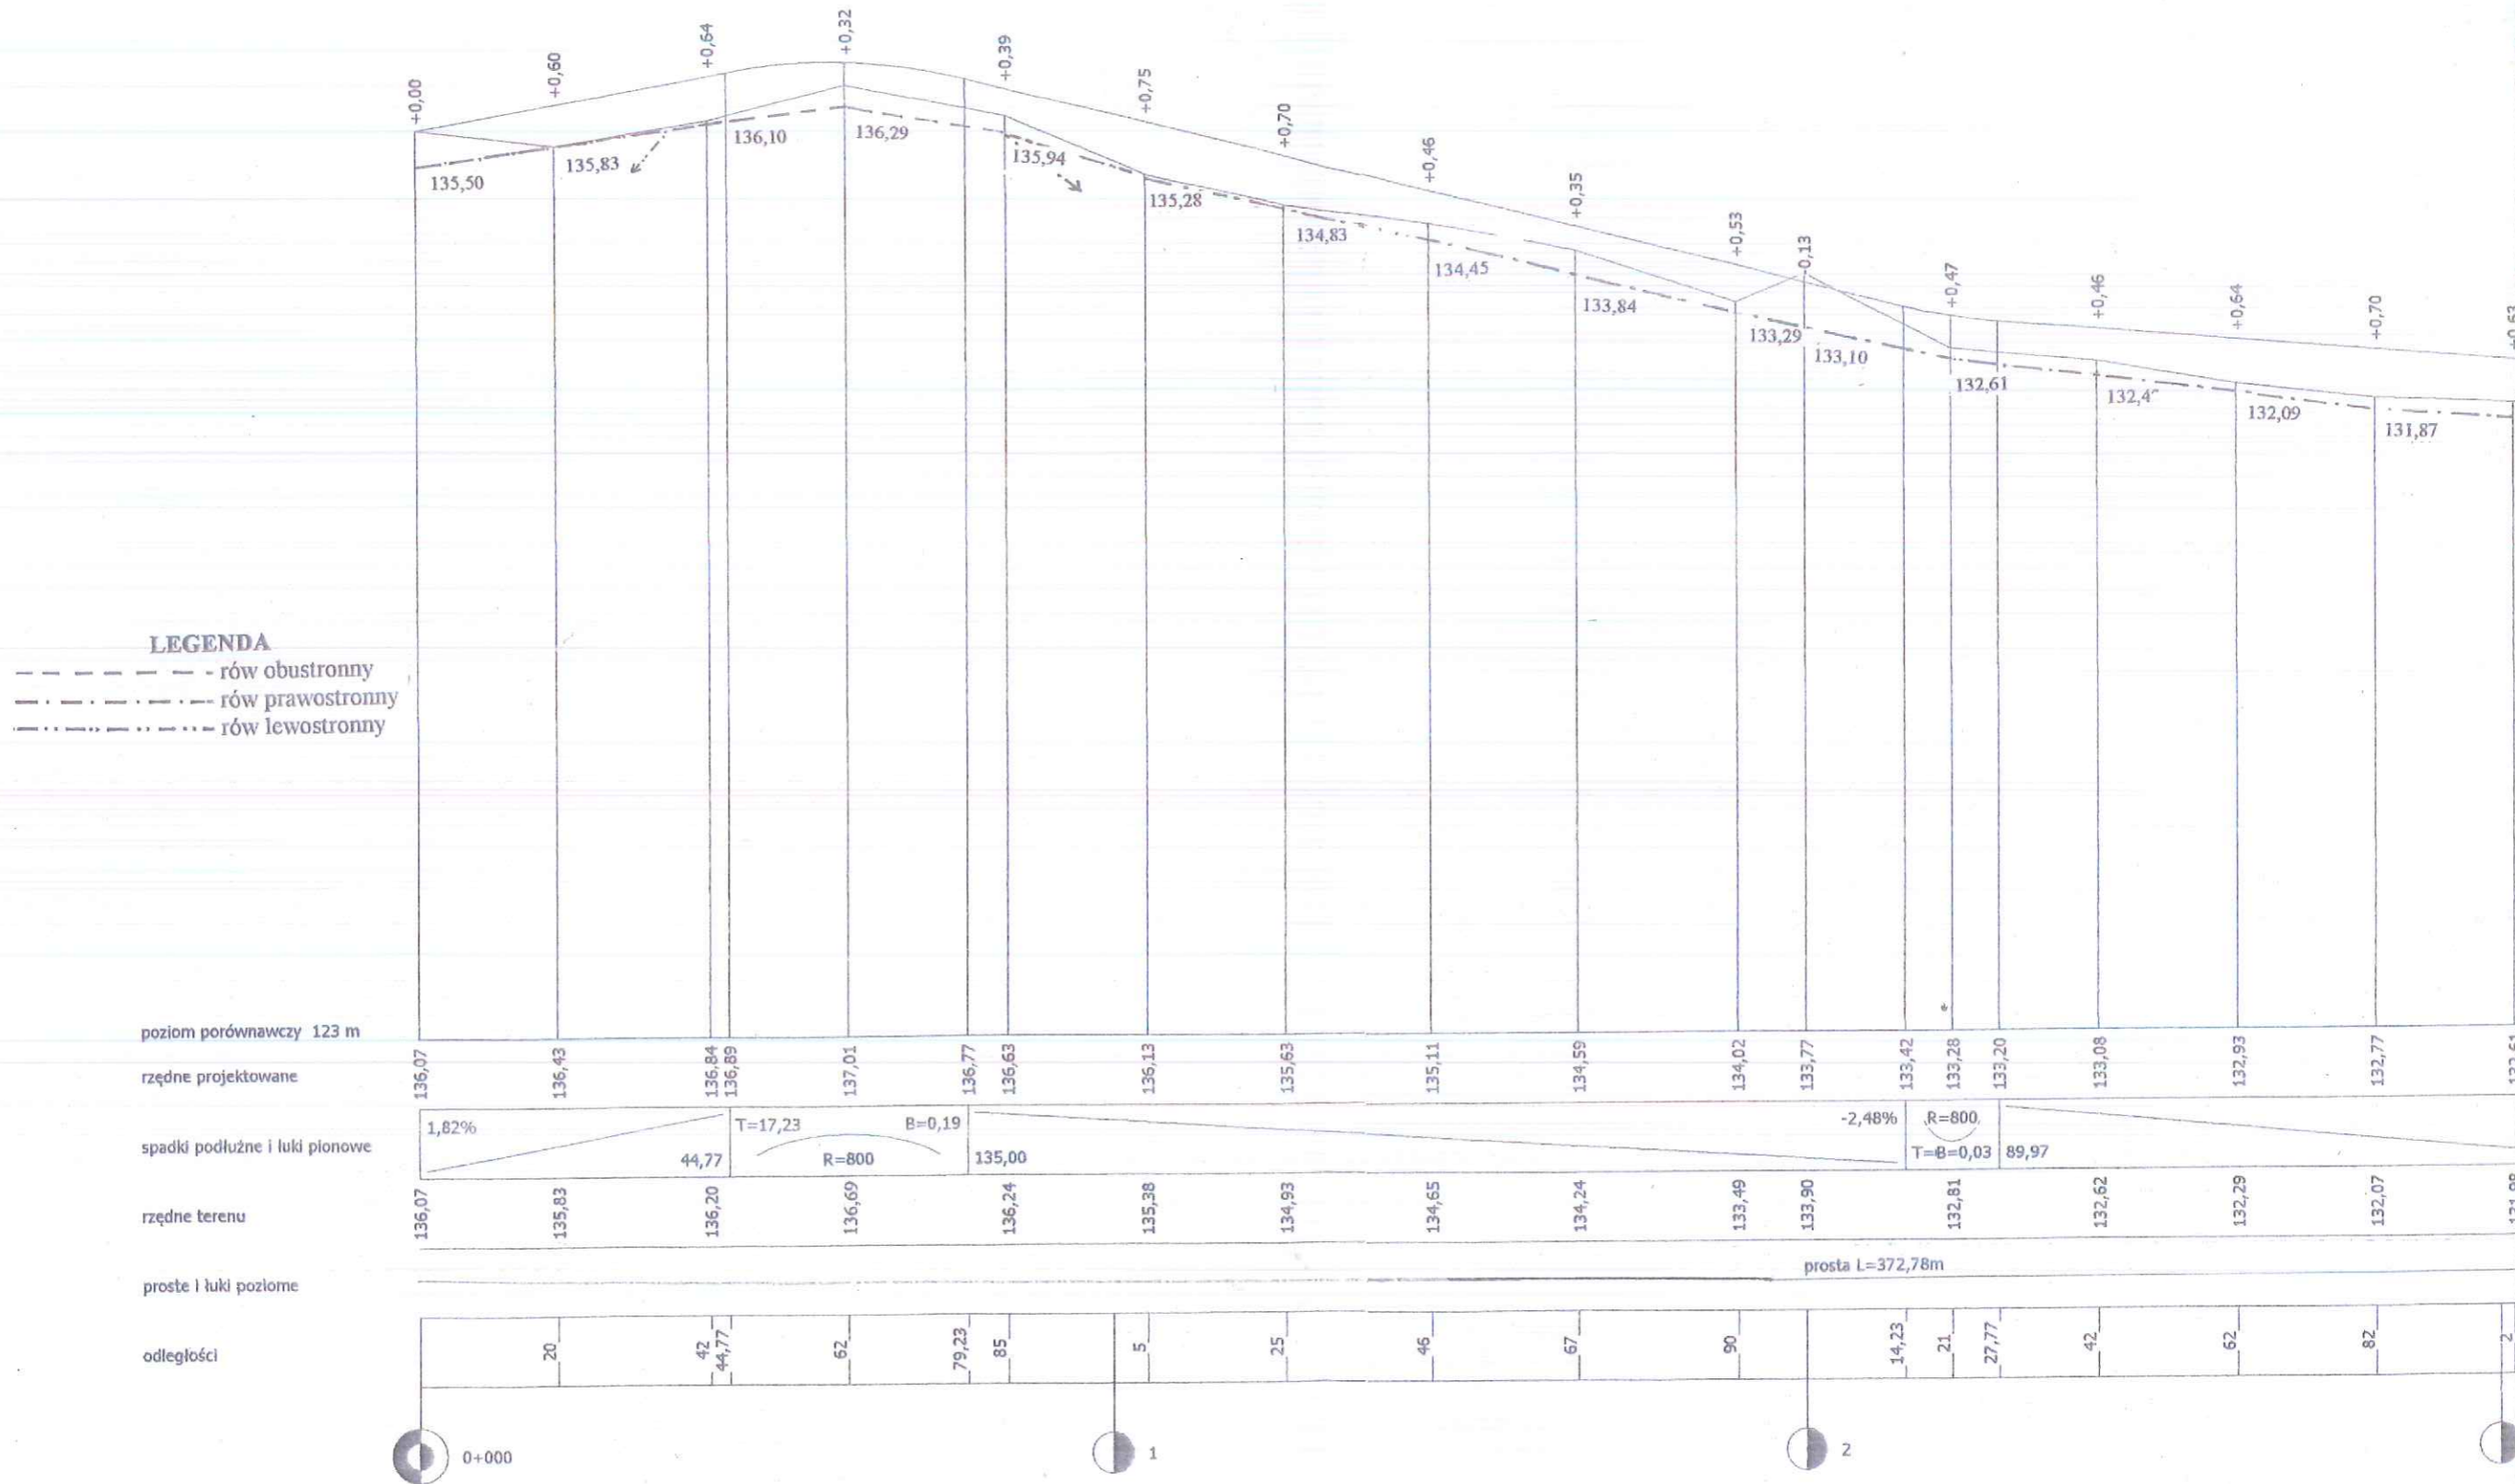 +0,00
+0,60
+0,64
+0,32
+0,39
+0,75
+0,70
+0,46
+0,35
+0,53
-0,13
+0,47
+0,46
+0,64
+0,70
135,50
135,83
136,10
136,29
135,94
135,28
134,83
134,45
133,84
133,29
133,10
132,61
132,09
131,87
LEGENDA
rów obustronny
rów prawostronny
rów lewostronny
poziom porównawczy 123 m
rzędne projektowane
136,07 136,43 136,84 136,89 137,01 136,77 136,63 136,13 135,63 135,11 134,59 134,02 133,77 133,42 133,28 133,20 133,08 132,93 132,77
spadki podłużne i łuki pionowe
1,82%
44,77
T=17,23 B=0,19
R=800
135,00
-2,48%
R=800
T=B=0,03
89,97
rzędne terenu
136,07 135,83 136,20 136,69 136,24 135,38 134,93 134,65 134,24 133,49 133,90 132,81 132,62 132,29 132,07
proste i łuki poziome
prosta L=372,78m
odległości
20 42 44,77 62 79,23 85 5 25 46 67 90 14,23 21 27,77 42 62 82 2
0+000
1
2